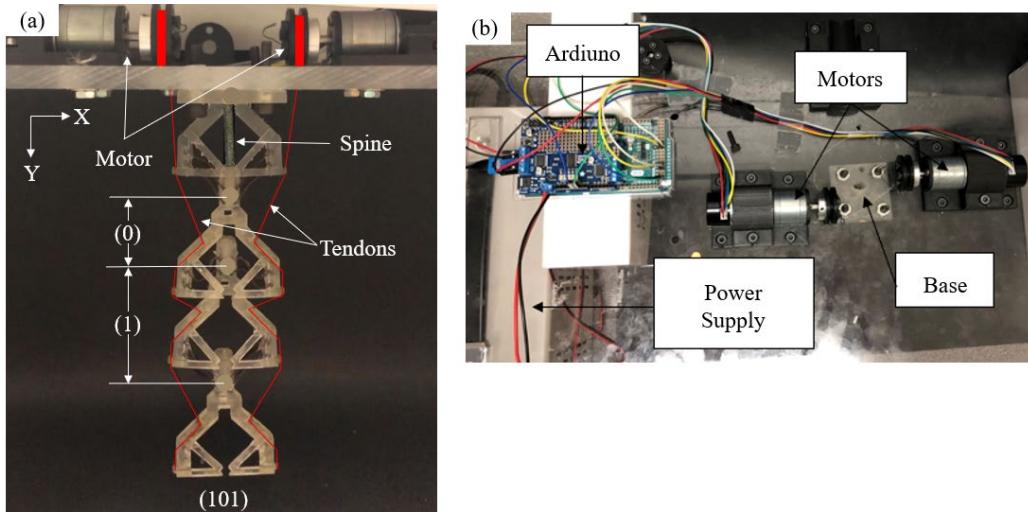 (a)
X
Y
Motor
Spine
Tendons
(0)
(1)
(101)
(b)
Ardiuno
Motors
Power
Supply
Base